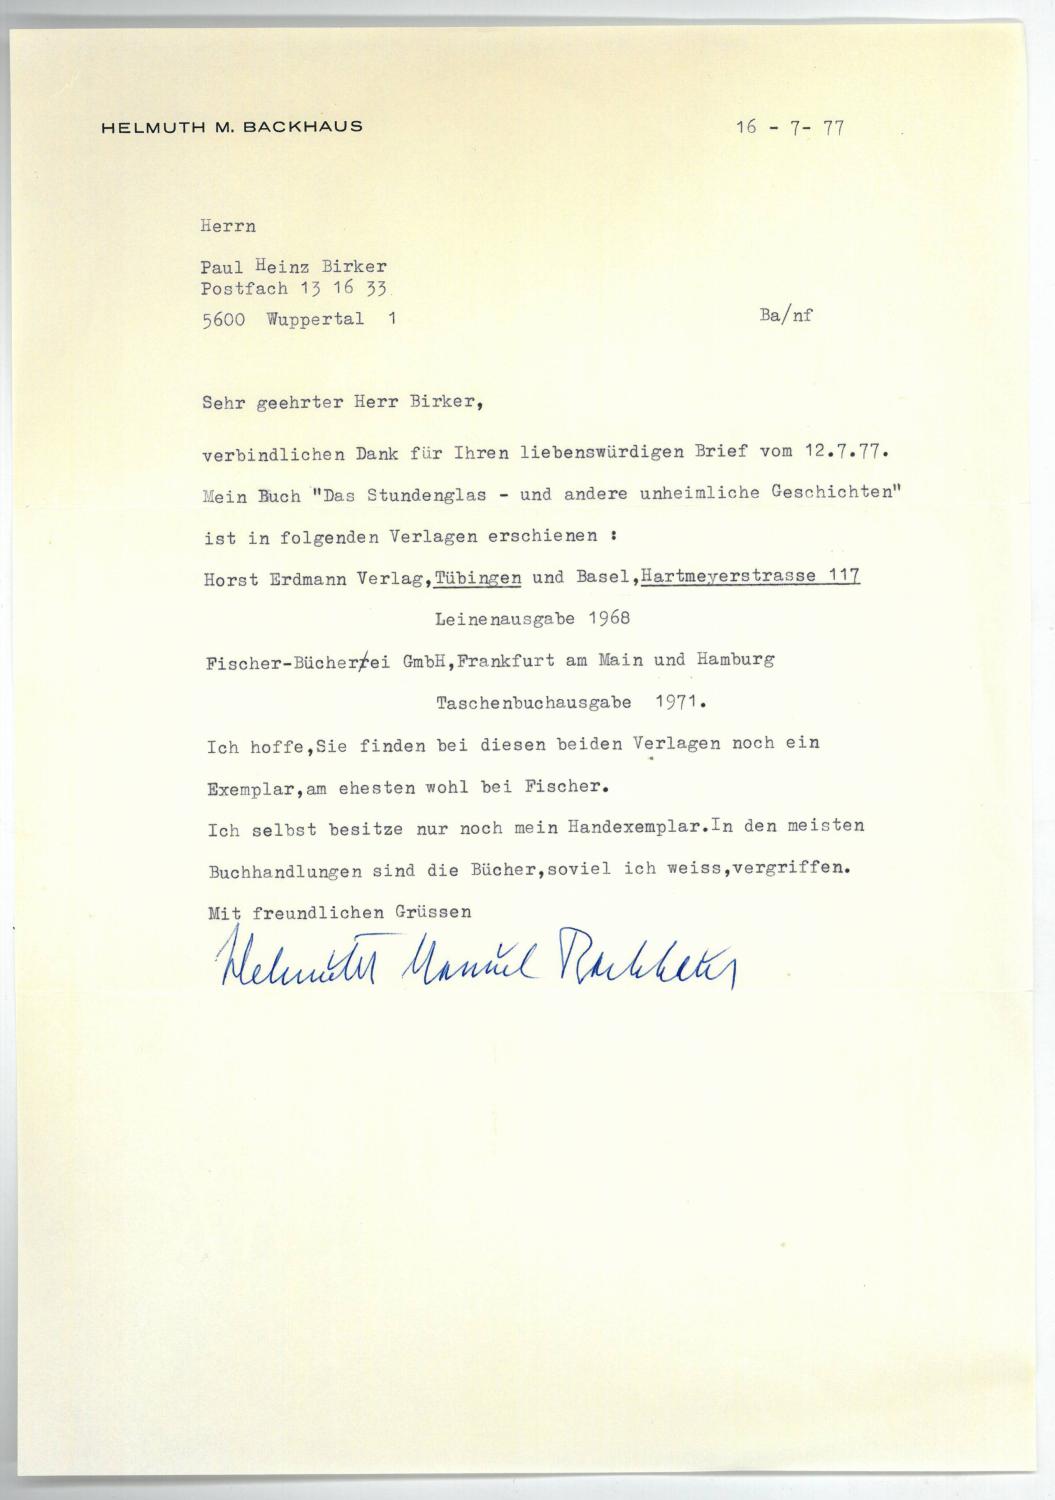 HELMUTH M. BACKHAUS 16 - 7- 77
Herrn
Paul Heinz Birker
Postfach 13 16 33
5600 Wuppertal 1 Ba/nf
Sehr geehrter Herr Birker,
verbindlichen Dank für Ihren liebenswürdigen Brief vom 12.7.77.
Mein Buch "Das Stundenglas - und andere unheimliche Geschichten"
ist in folgenden Verlagen erschienen :
Horst Erdmann Verlag,Tübingen und Basel,Hartmeyerstrasse 117
Leinenausgabe 1968
Fischer-Bücherei GmbH,Frankfurt am Main und Hamburg
Taschenbuchausgabe 1971.
Ich hoffe,Sie finden bei diesen beiden Verlagen noch ein
Exemplar,am ehesten wohl bei Fischer.
Ich selbst besitze nur noch mein Handexemplar.In den meisten
Buchhandlungen sind die Bücher,soviel ich weiss,vergriffen.
Mit freundlichen Grüssen
Helmuth Manuel Backhaus